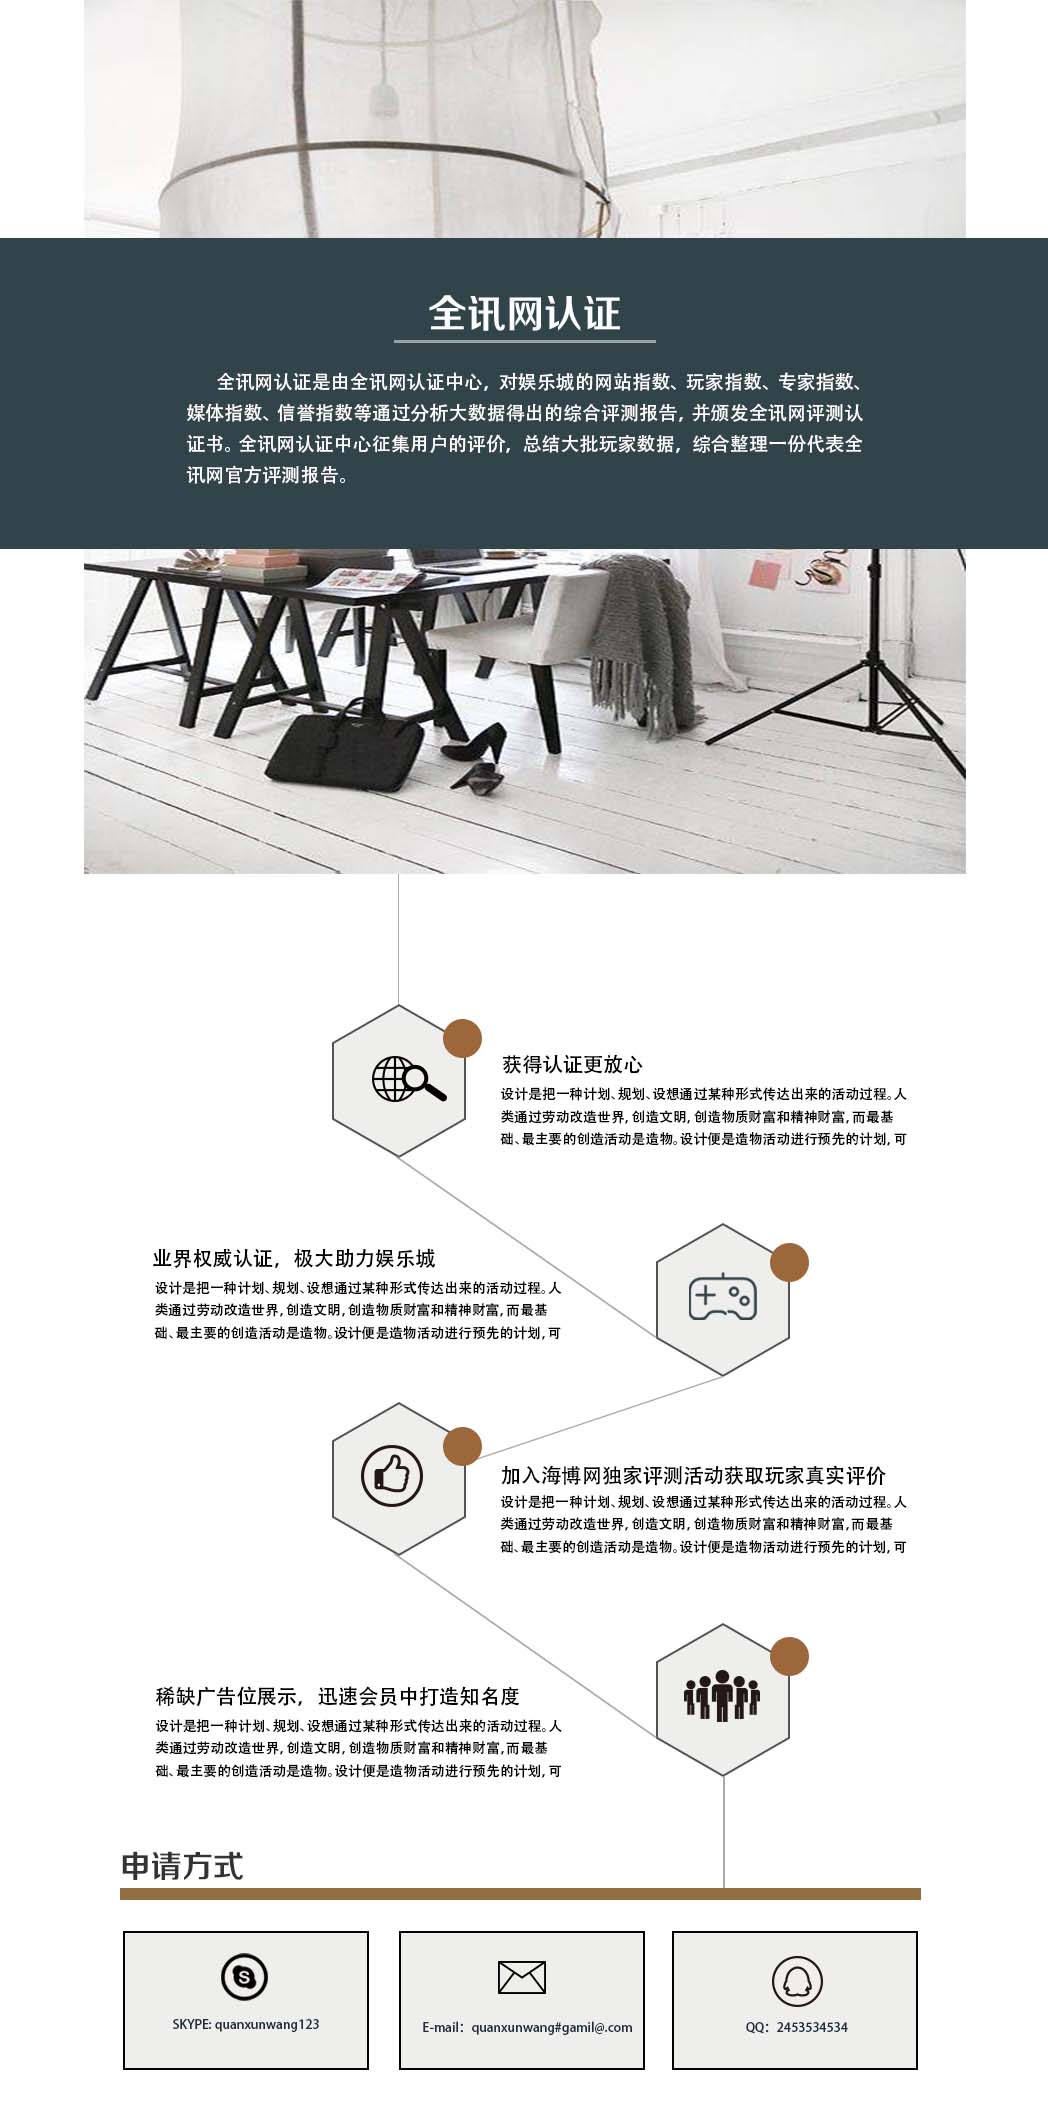 全讯网认证
全讯网认证是由全讯网认证中心，对娱乐城的网站指数、玩家指数、专家指数、
媒体指数、信誉指数等通过分析大数据得出的综合评测报告，并颁发全讯网评测认
证书。全讯网认证中心征集用户的评价，总结大批玩家数据，综合整理一份代表全
讯网官方评测报告。
获得认证更放心
设计是把一种计划、规划、设想通过某种形式传达出来的活动过程。人
类通过劳动改造世界，创造文明，创造物质财富和精神财富，而最基
础、最主要的创造活动是造物。设计便是造物活动进行预先的计划，可
业界权威认证，极大助力娱乐城
设计是把一种计划、规划、设想通过某种形式传达出来的活动过程。人
类通过劳动改造世界，创造文明，创造物质财富和精神财富，而最基
础、最主要的创造活动是造物。设计便是造物活动进行预先的计划，可
加入海博网独家评测活动获取玩家真实评价
设计是把一种计划、规划、设想通过某种形式传达出来的活动过程。人
类通过劳动改造世界，创造文明，创造物质财富和精神财富，而最基
础、最主要的创造活动是造物。设计便是造物活动进行预先的计划，可
稀缺广告位展示，迅速会员中打造知名度
设计是把一种计划、规划、设想通过某种形式传达出来的活动过程。人
类通过劳动改造世界，创造文明，创造物质财富和精神财富，而最基
础、最主要的创造活动是造物。设计便是造物活动进行预先的计划，可
申请方式
SKYPE: quanxunwang123
E-mail：quanxunwang#gamil@.com
QQ：2453534534